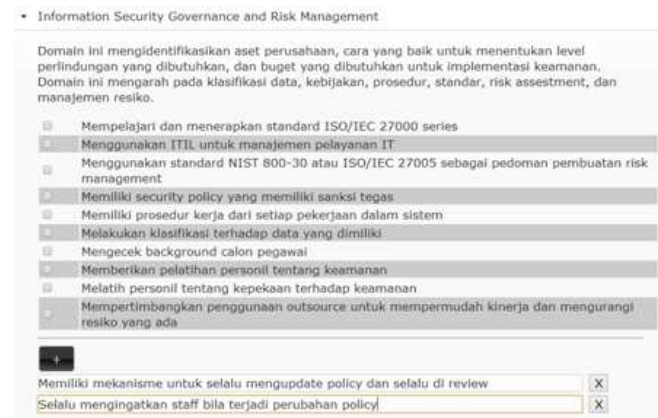 • Information Security Governance and Risk Management
Domain ini mengidentifikasikan aset perusahaan, cara yang baik untuk menentukan level
perlindungan yang dibutuhkan, dan buget yang dibutuhkan untuk implementasi keamanan.
Domain ini mengarah pada klasifikasi data, kebijakan, prosedur, standar, risk assestment, dan
manajemen resiko.
Mempelajari dan menerapkan standard ISO/IEC 27000 series
Menggunakan ITIL untuk manajemen pelayanan IT
Menggunakan standard NIST 800-30 atau ISO/IEC 27005 sebagai pedoman pembuatan risk
management
Memiliki security policy yang memiliki sanksi tegas
Memiliki prosedur kerja dari setiap pekerjaan dalam sistem
Melakukan klasifikasi terhadap data yang dimiliki
Mengecek background calon pegawai
Memberikan pelatihan personil tentang keamanan
Melatih personil tentang kepekaan terhadap keamanan
Mempertimbangkan penggunaan outsource untuk mempermudah kinerja dan mengurangi
resiko yang ada
+
Memiliki mekanisme untuk selalu mengupdate policy dan selalu di review X
Selalu mengingatkan staff bila terjadi perubahan policy X